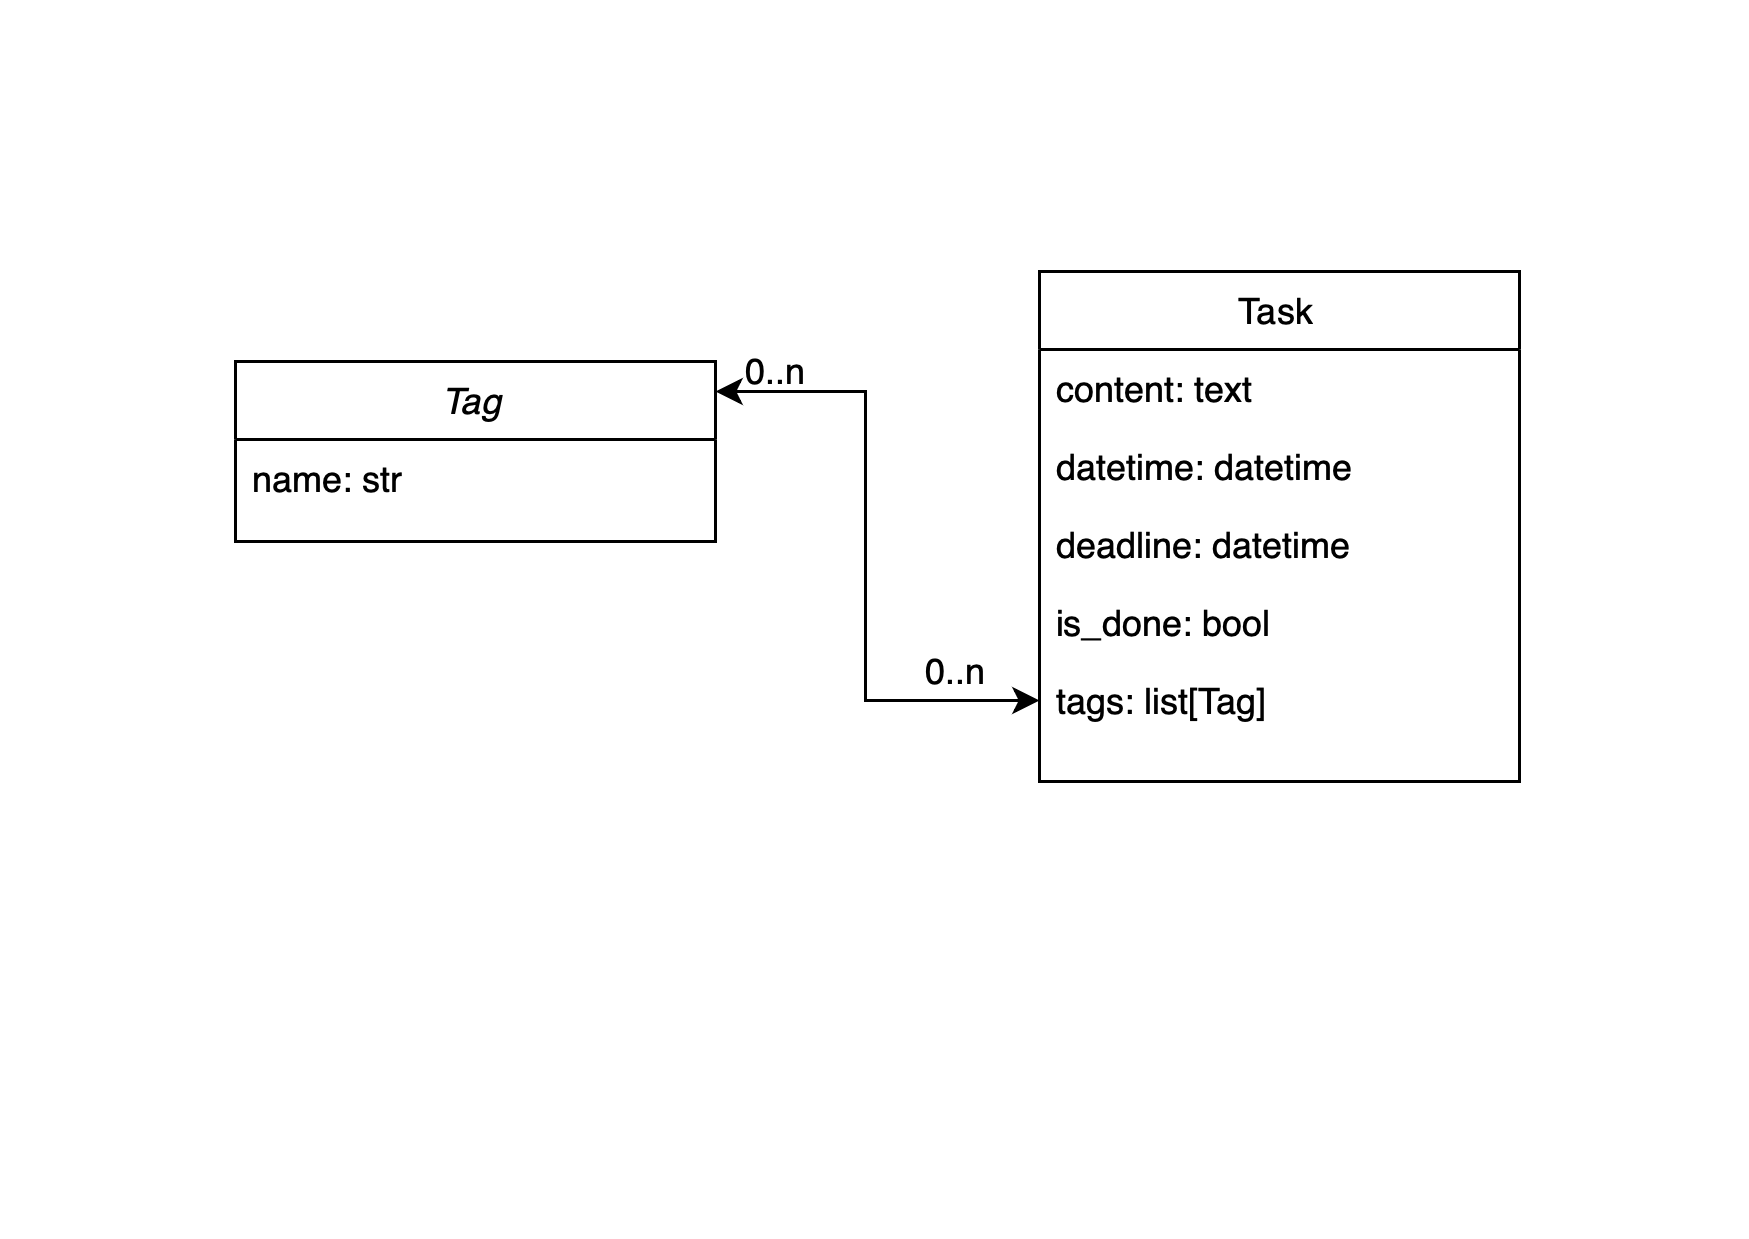 Tag
name: str
0..n
0..n
Task
content: text
datetime: datetime
deadline: datetime
is_done: bool
tags: list[Tag]